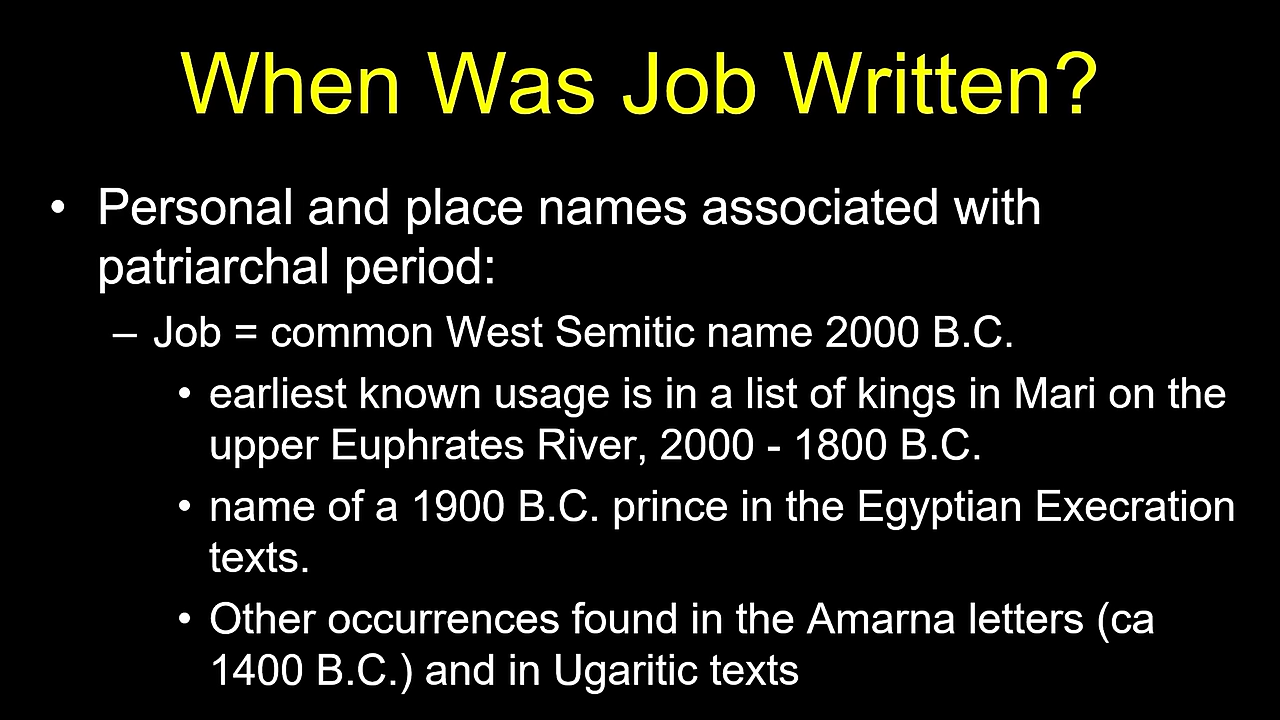 When Was Job Written?
• Personal and place names associated with
patriarchal period:
– Job = common West Semitic name 2000 B.C.
• earliest known usage is in a list of kings in Mari on the
upper Euphrates River, 2000 - 1800 B.C.
• name of a 1900 B.C. prince in the Egyptian Execration
texts.
• Other occurrences found in the Amarna letters (ca
1400 B.C.) and in Ugaritic texts